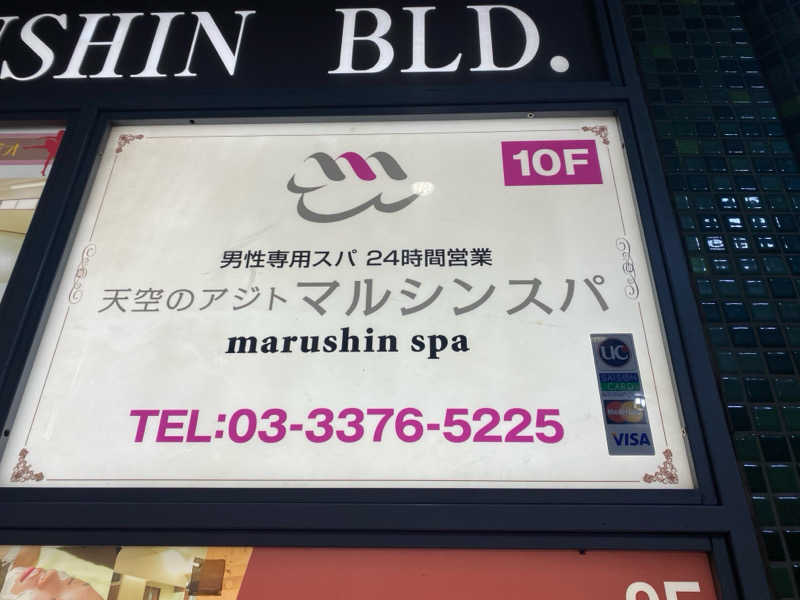 BLD.
10F
男性専用スパ 24時間営業
天空のアジト マルシンスパ
marushin spa
UC
SAISON
CARD
MasterCard
VISA
TEL:03-3376-5225